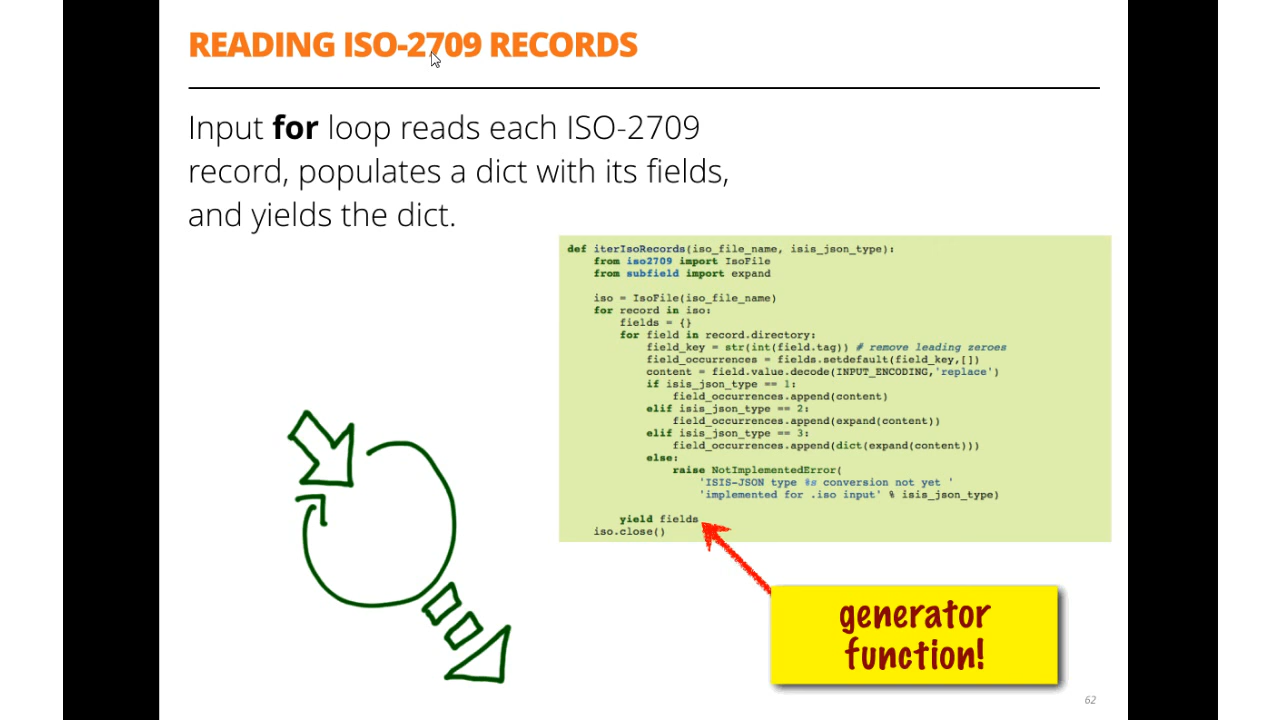 READING ISO-2709 RECORDS
Input for loop reads each ISO-2709
record, populates a dict with its fields,
and yields the dict.
def iterIsoRecords(iso_file_name, isis_json_type):
    from iso2709 import IsoFile
    from subfield import expand
    iso = IsoFile(iso_file_name)
    for record in iso:
        fields = {}
        for field in record.directory:
            field_key = str(int(field.tag)) # remove leading zeroes
            field_occurrences = fields.setdefault(field_key,[])
            content = field.value.decode(INPUT_ENCODING,'replace')
            if isis_json_type == 1:
                field_occurrences.append(content)
            elif isis_json_type == 2:
                field_occurrences.append(expand(content))
            elif isis_json_type == 3:
                field_occurrences.append(dict(expand(content)))
            else:
                raise NotImplementedError(
                    'ISIS-JSON type %s conversion not yet '
                    'implemented for .iso input' % isis_json_type)
        yield fields
    iso.close()
generator
function!
62